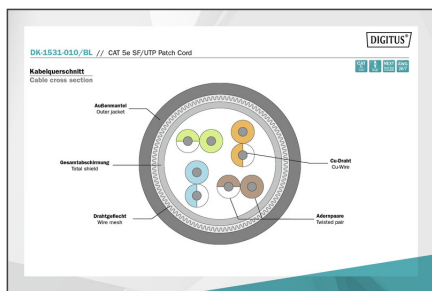 DIGITUS®
DK-1531-010/BL // CAT 5e SF/UTP Patch Cord
Kabelquerschnitt
Cable cross section
Außenmantel
Outer jacket
Gesamtabschirmung
Total shield
Cu-Draht
Cu-Wire
Drahtgeflecht
Wire mesh
Adernpaare
Twisted pair